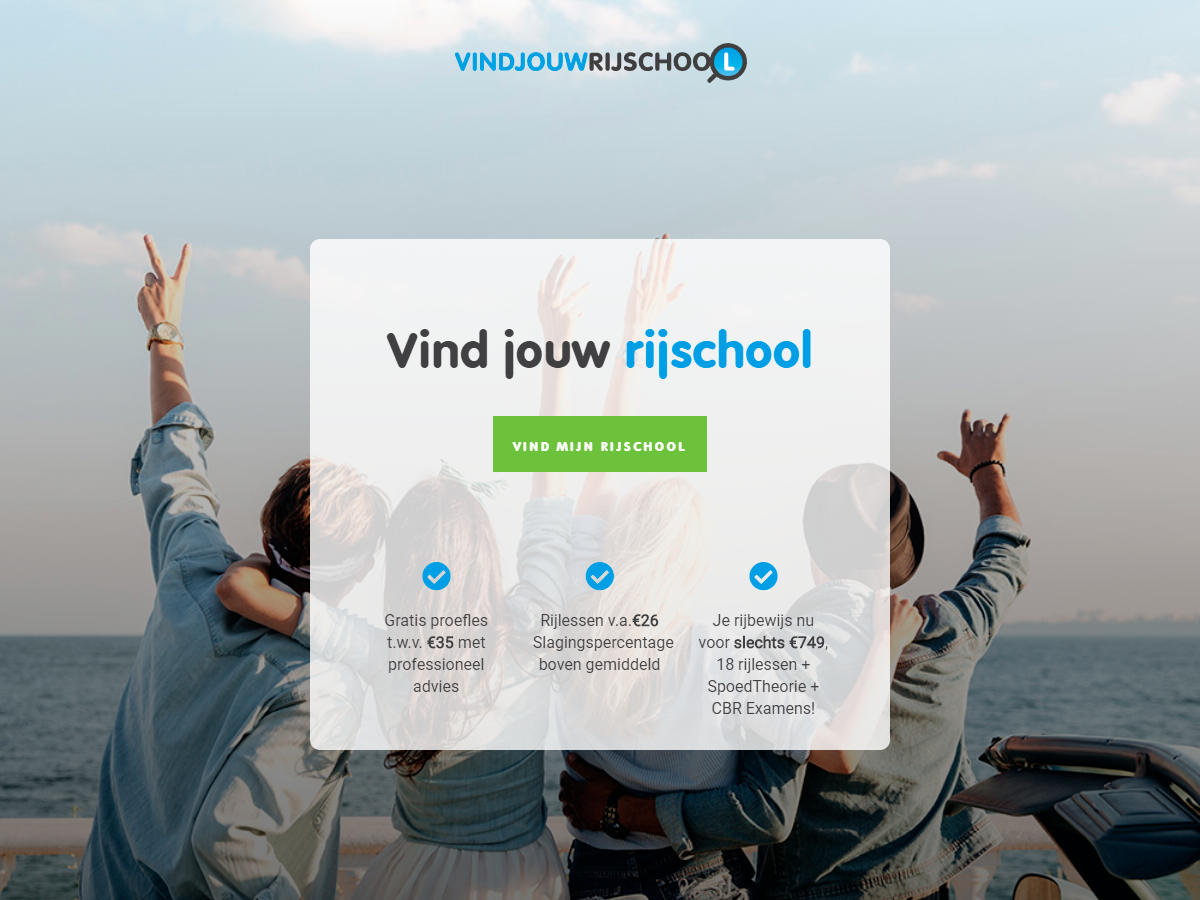 VINDJOUWRIJSCHOOL
Vind jouw rijschool
VIND MIJN RIJSCHOOL
Gratis proefles
t.w.v. €35 met
professioneel
advies
Rijlessen v.a.€26
Slagingspercentage
boven gemiddeld
Je rijbewijs nu
voor slechts €749,
18 rijlessen +
SpoedTheorie +
CBR Examens!